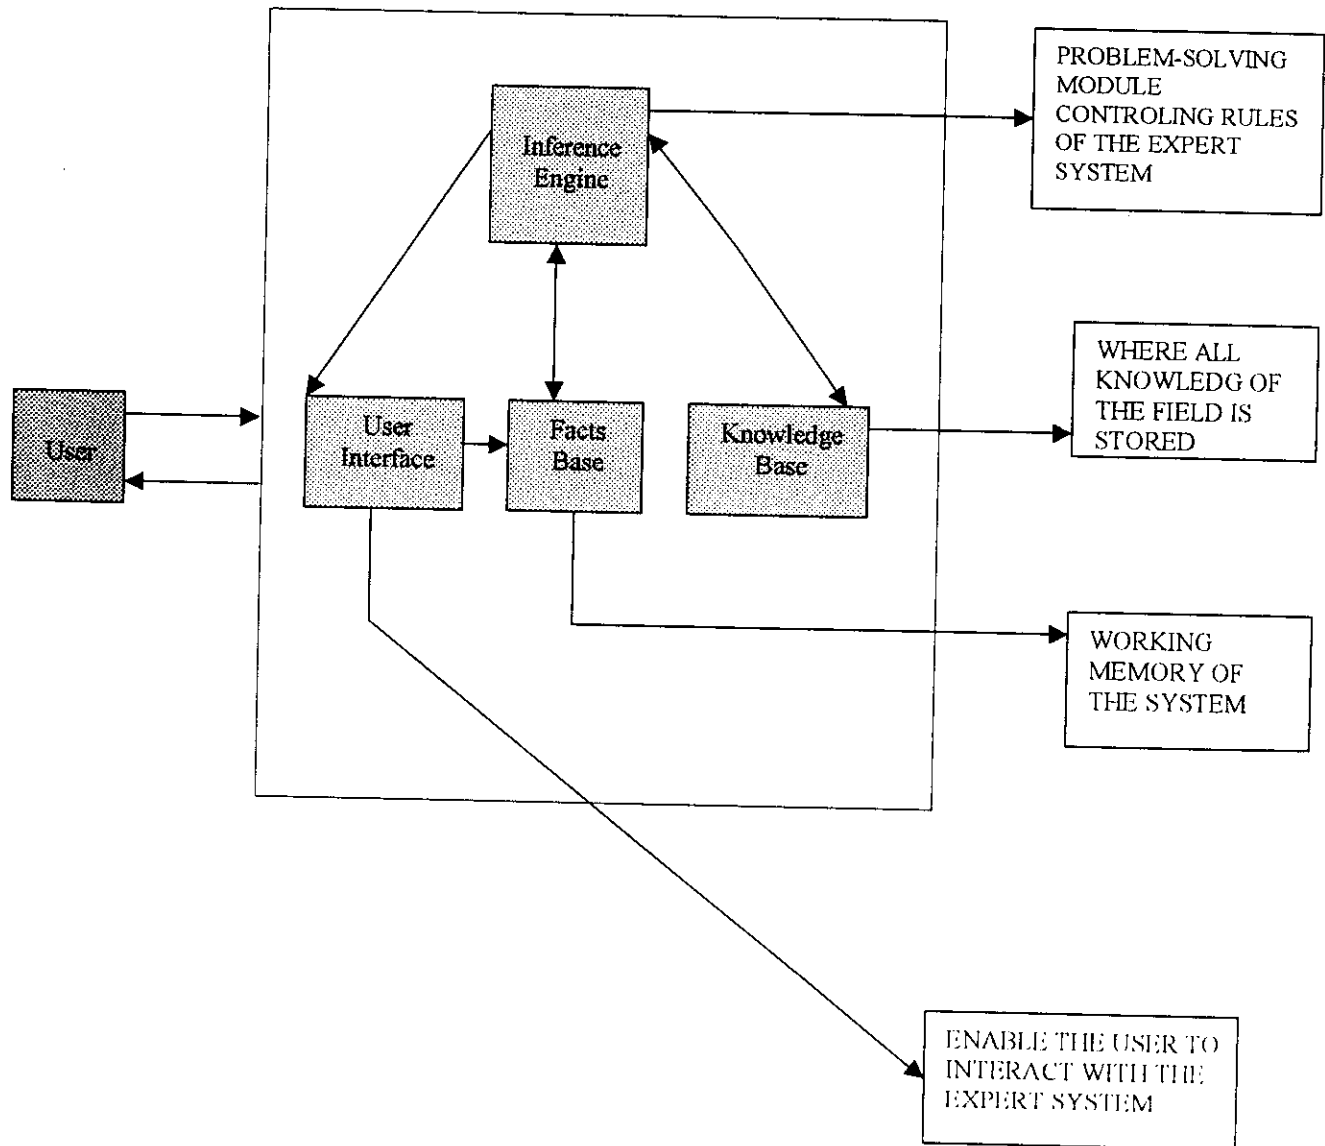 PROBLEM-SOLVING
MODULE
CONTROLING RULES
OF THE EXPERT
SYSTEM
Inference
Engine
WHERE ALL
KNOWLEDG OF
THE FIELD IS
STORED
User
User
Interface
Facts
Base
Knowledge
Base
WORKING
MEMORY OF
THE SYSTEM
ENABLE THE USER TO
INTERACT WITH THE
EXPERT SYSTEM